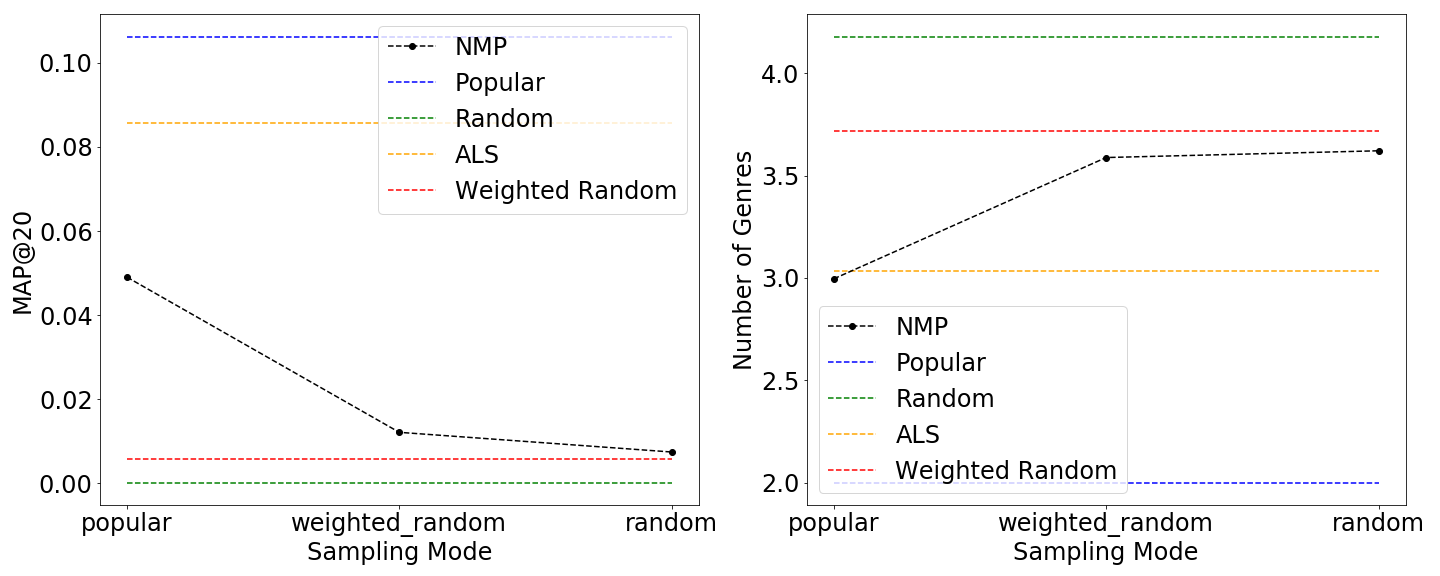 MAP@20
0.10
0.08
0.06
0.04
0.02
0.00
NMP
Popular
Random
ALS
Weighted Random
popular
weighted_random
random
Sampling Mode
Number of Genres
4.0
3.5
3.0
2.5
2.0
NMP
Popular
Random
ALS
Weighted Random
popular
weighted_random
random
Sampling Mode